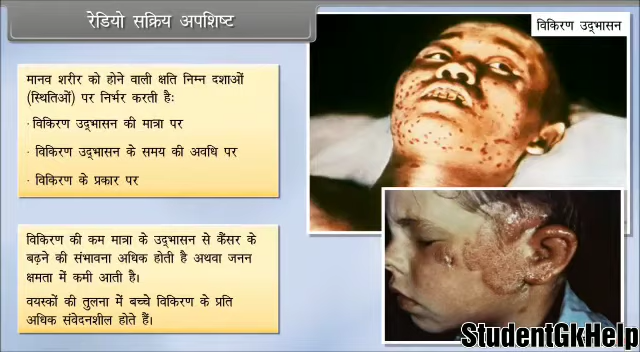 रेडियो सक्रिय अपशिष्ट
विकिरण उद्‌भासन
मानव शरीर को होने वाली क्षति निम्न दशाओं
(स्थितिओं) पर निर्भर करती है:
· विकिरण उद्‌भासन की मात्रा पर
· विकिरण उद्‌भासन के समय की अवधि पर
· विकिरण के प्रकार पर
विकिरण की कम मात्रा के उद्‌भासन से कैंसर के
बढ़ने की संभावना अधिक होती है अथवा जनन
क्षमता में कमी आती है।
वयस्कों की तुलना में बच्चे विकिरण के प्रति
अधिक संवेदनशील होते हैं।
StudentGkHelp